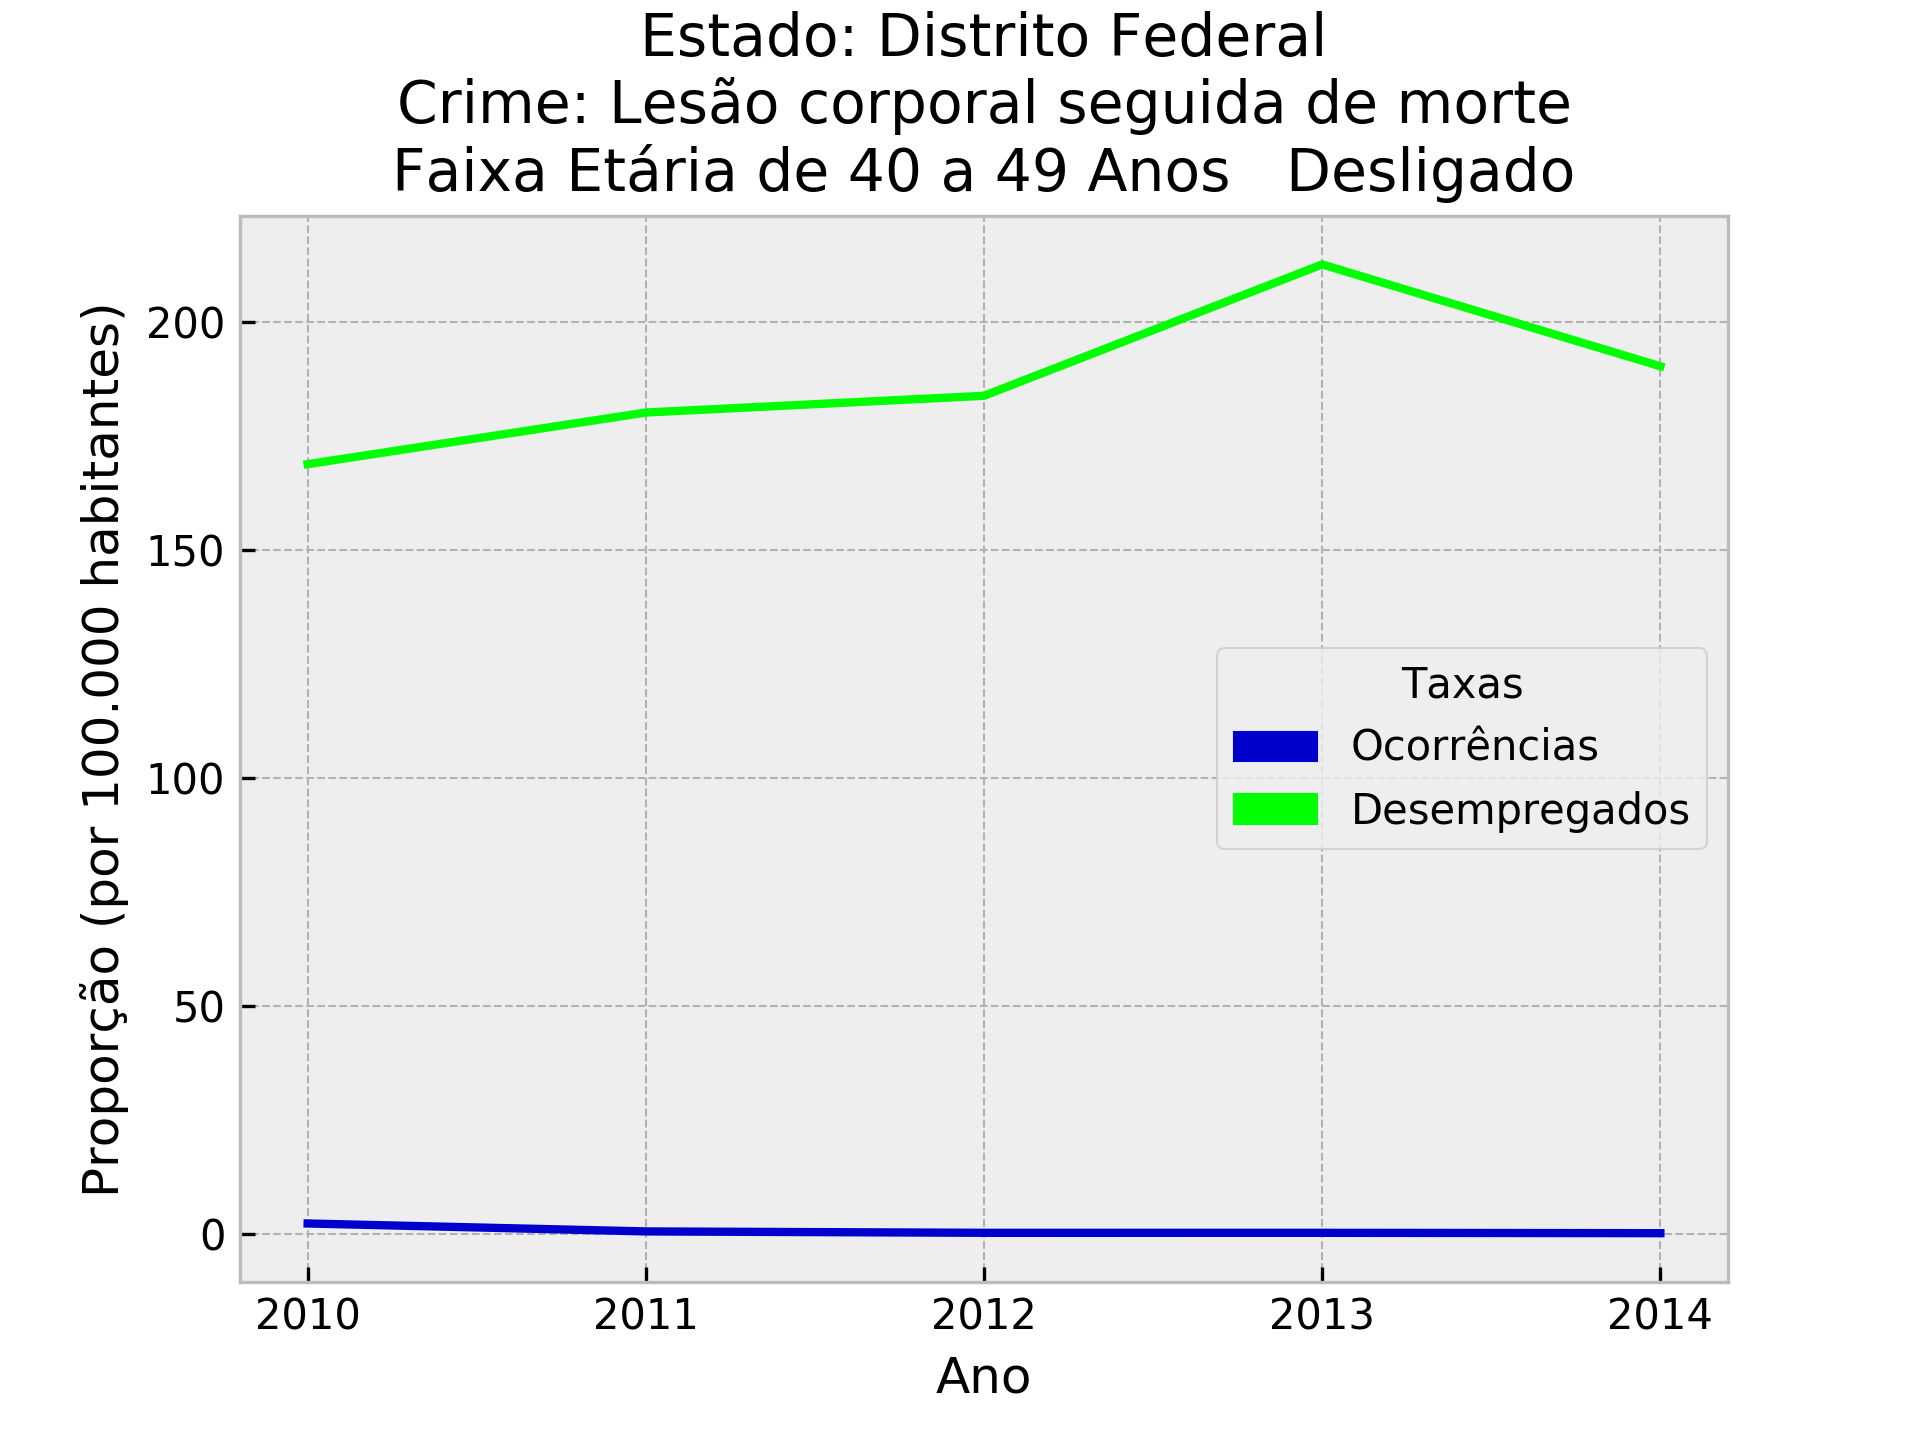 Estado: Distrito Federal
Crime: Lesão corporal seguida de morte
Faixa Etária de 40 a 49 Anos   Desligado
Proporção (por 100.000 habitantes)
200
150
100
50
0
Taxas
Ocorrências
Desempregados
2010 2011 2012 2013 2014
Ano